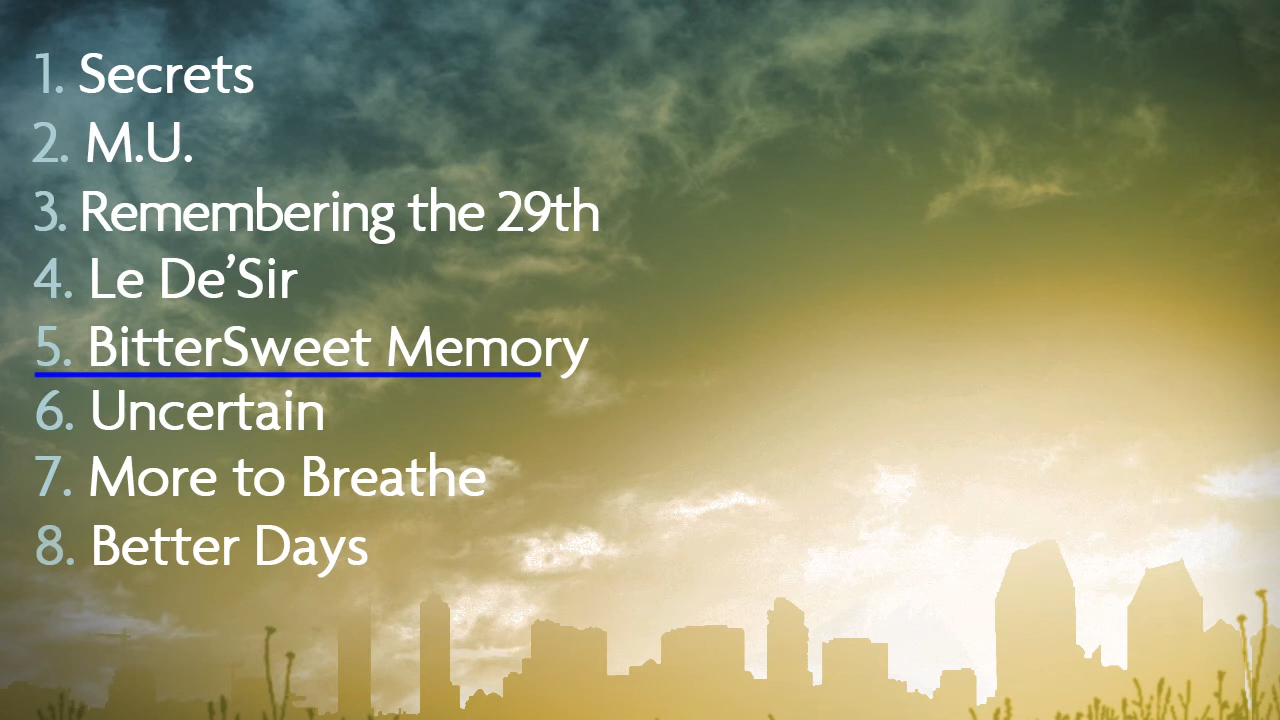 1. Secrets
2. M.U.
3. Remembering the 29th
4. Le De’Sir
5. BitterSweet Memory
6. Uncertain
7. More to Breathe
8. Better Days